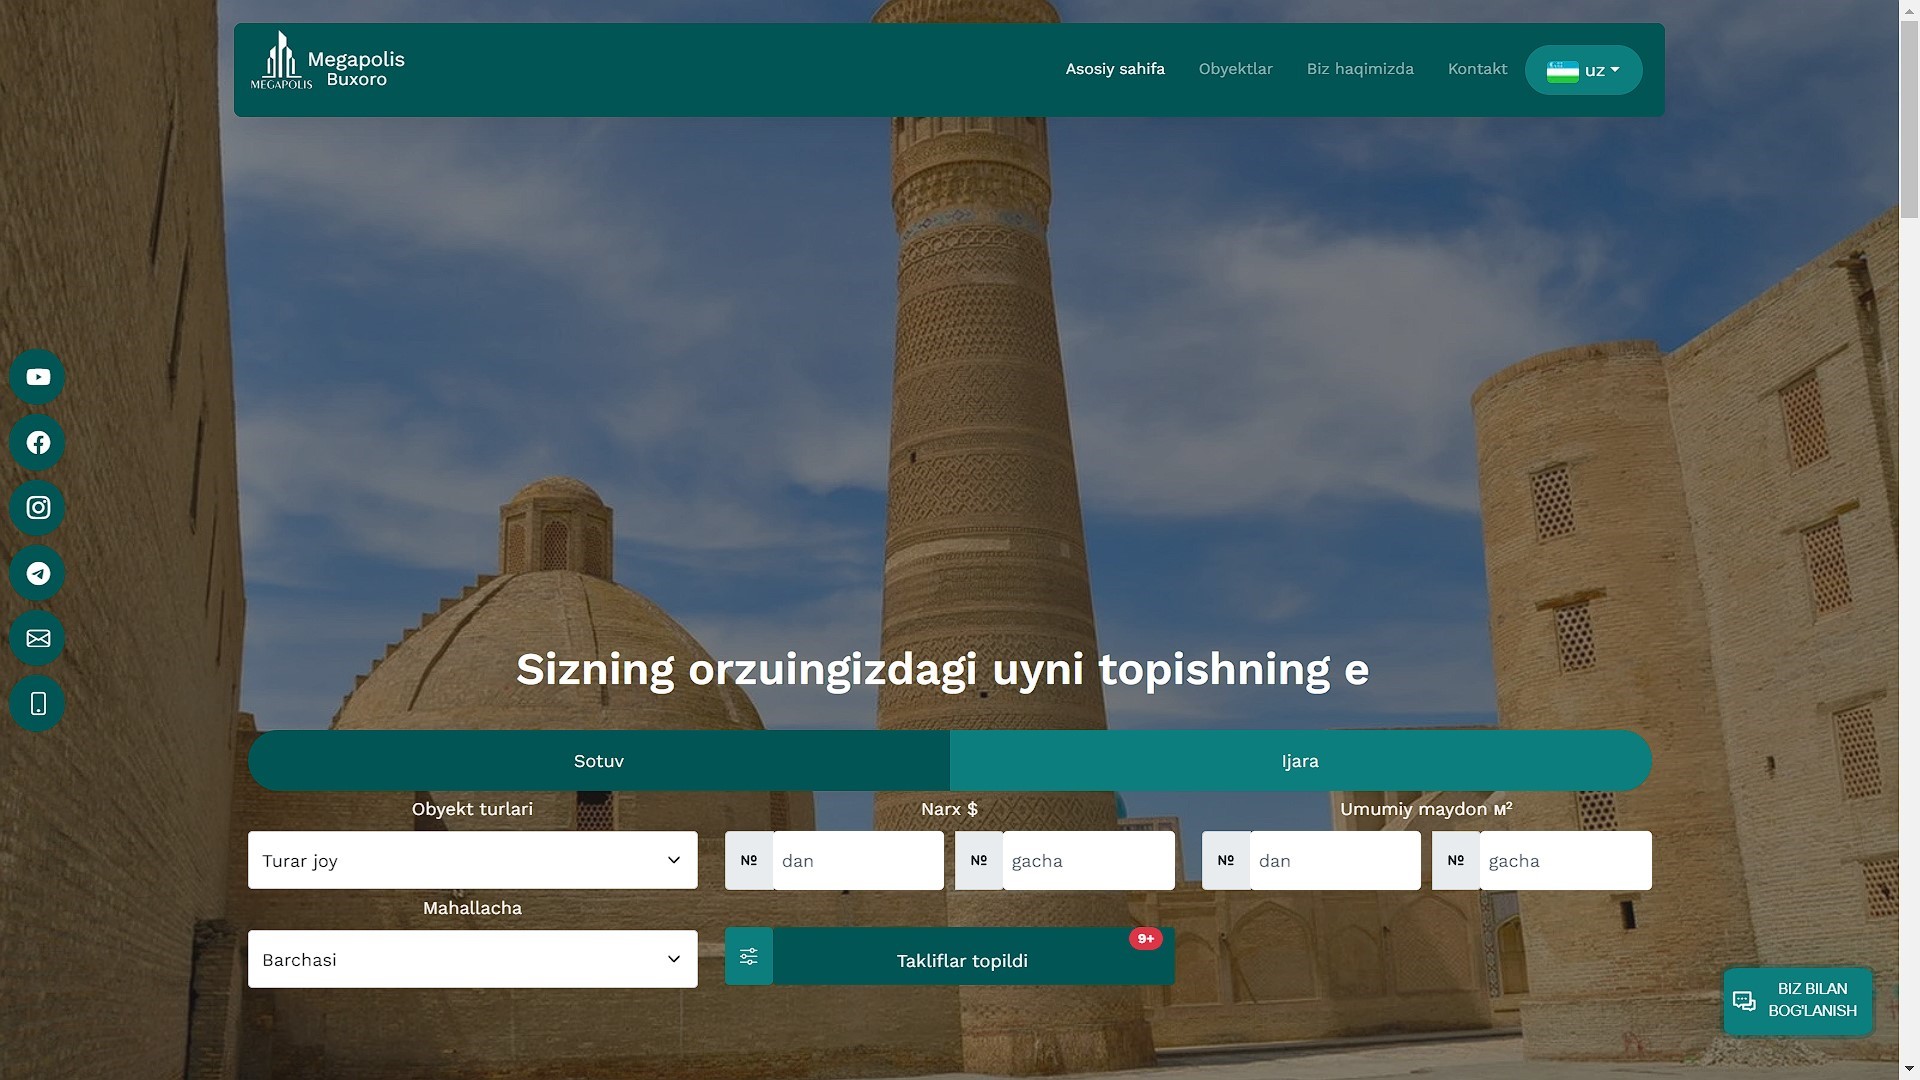 MEGAPOLIS
Megapolis
Buxoro
Asosiy sahifa
Obyektlar
Biz haqimizda
Kontakt
uz
Sizning orzuingizdagi uyni topishning e
Sotuv
Ijara
Obyekt turlari
Narx $
Umumiy maydon м²
Turar joy
№ dan
№ gacha
№ dan
№ gacha
Mahallacha
Barchasi
Takliflar topildi
9+
BIZ BILAN
BOG'LANISH